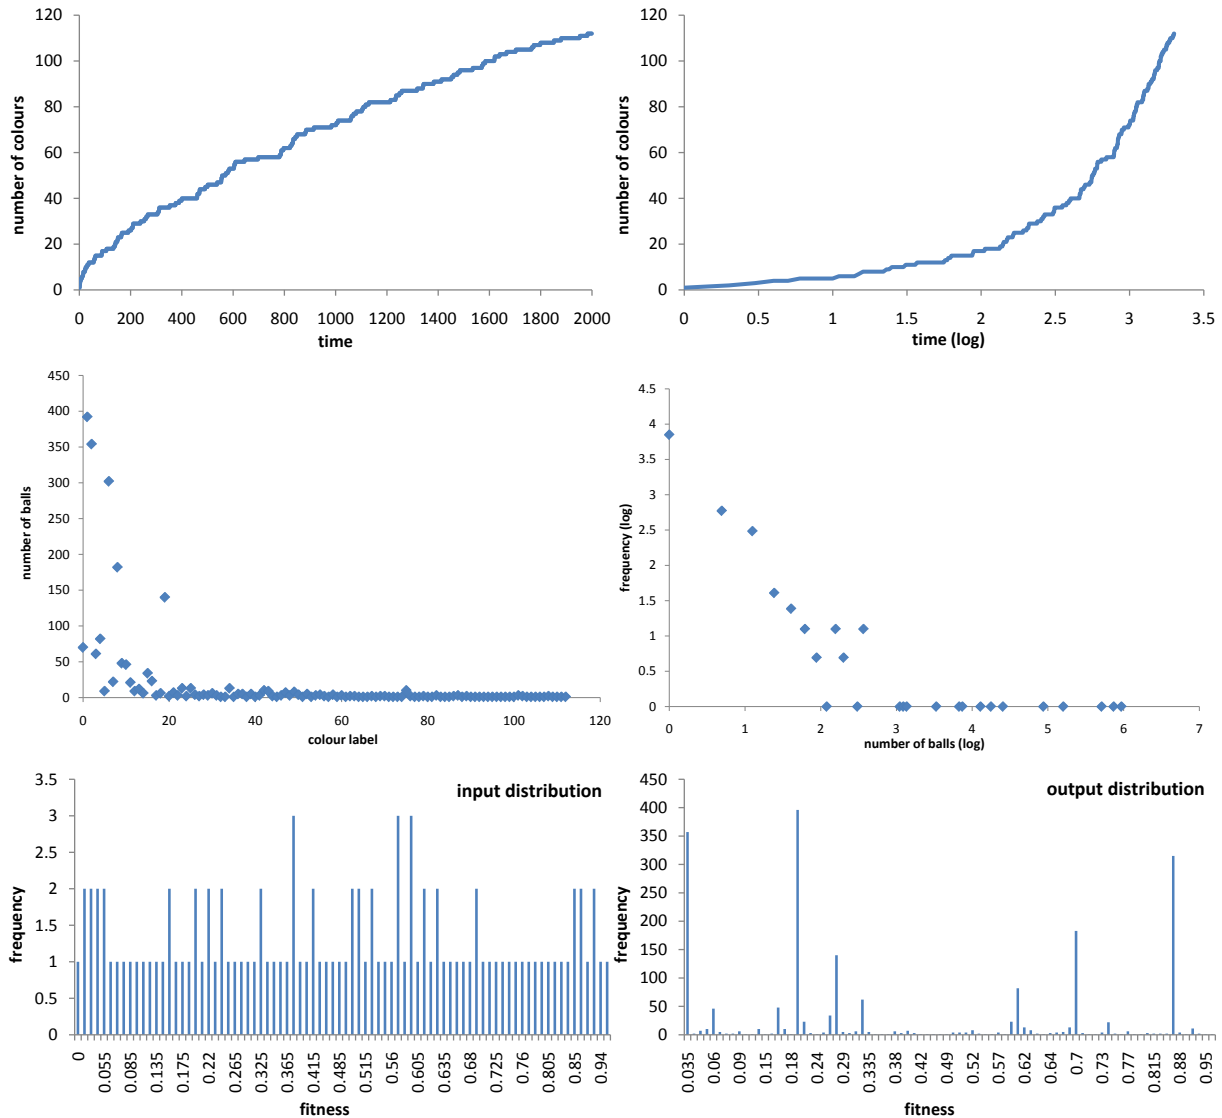 120
100
80
60
40
20
0
number of colours
0 200 400 600 800 1000 1200 1400 1600 1800 2000
time
120
100
80
60
40
20
0
number of colours
0 0.5 1 1.5 2 2.5 3 3.5
time (log)
450
400
350
300
250
200
150
100
50
0
number of balls
0 20 40 60 80 100 120
colour label
4.5
4
3.5
3
2.5
2
1.5
1
0.5
0
frequency (log)
0 1 2 3 4 5 6 7
number of balls (log)
input distribution
3.5
3
2.5
2
1.5
1
0.5
0
frequency
0 0.055 0.085 0.135 0.175 0.22 0.265 0.325 0.365 0.415 0.485 0.515 0.56 0.605 0.635 0.68 0.725 0.77 0.805 0.85 0.94
fitness
output distribution
450
400
350
300
250
200
150
100
50
0
frequency
0.035 0.06 0.09 0.15 0.18 0.24 0.29 0.335 0.38 0.42 0.49 0.57 0.62 0.64 0.7 0.73 0.77 0.815 0.88 0.95
fitness